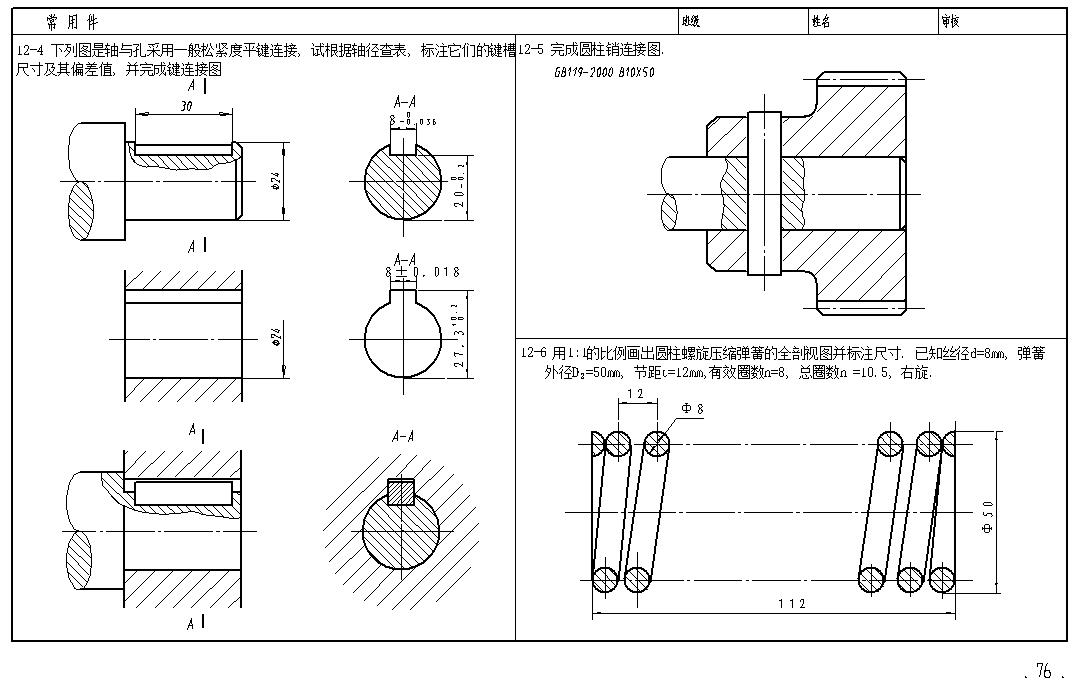 常用件 班级 姓名 审核
12-4 下列图是轴与孔采用一般松紧度平键连接, 试根据轴径查表, 标注它们的键槽
尺寸及其偏差值, 并完成键连接图
A
30
Φ24
A
A-A
8 0 -0.036
20 0 -0.2
Φ24
A-A
8±0.018
27.3 +0.2 0
A
A-A
A
12-5 完成圆柱销连接图.
GB119-2000 B10X50
12-6 用1:1的比例画出圆柱螺旋压缩弹簧的全剖视图并标注尺寸. 已知丝径d=8mm, 弹簧
外径D₂=50mm, 节距t=12mm,有效圈数n=8, 总圈数n =10.5, 右旋.
12
Φ8
Φ50
112
. 76 .